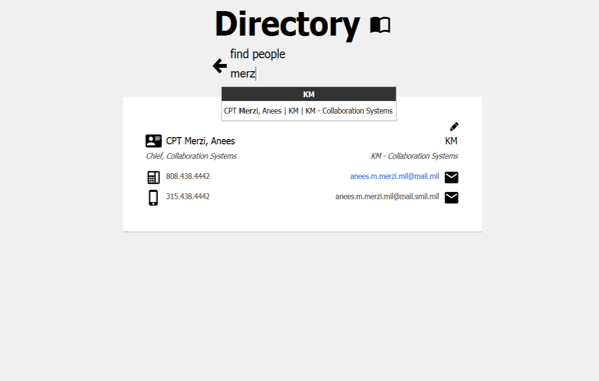 Directory
find people
merz
KM
CPT Merzi, Anees | KM | KM - Collaboration Systems
CPT Merzi, Anees
KM
Chief, Collaboration Systems
KM - Collaboration Systems
808.438.4442
anees.m.merzi.mil@mail.mil
315.438.4442
anees.m.merzi.mil@mail.smil.mil